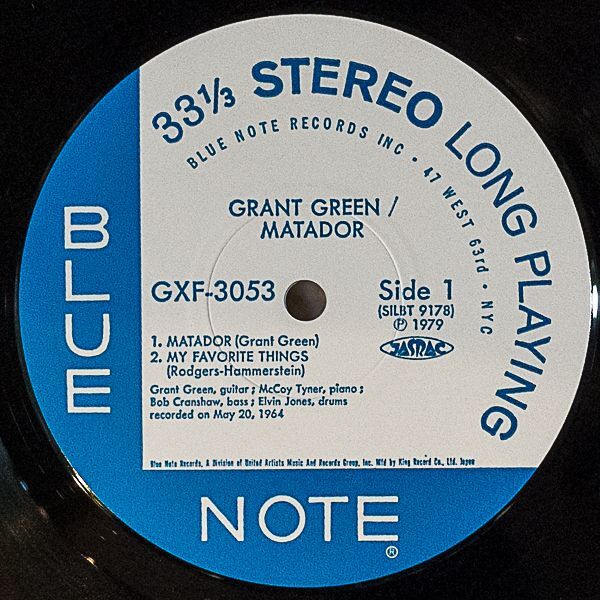 33⅓ STEREO LONG PLAYING
BLUE NOTE RECORDS INC • 47 WEST 63rd • NYC
GRANT GREEN /
MATADOR
GXF-3053
Side 1
(SILBT 9178)
Ⓟ 1979
JASRAC
1. MATADOR (Grant Green)
2. MY FAVORITE THINGS
(Rodgers-Hammerstein)
Grant Green, guitar ; McCoy Tyner, piano ;
Bob Cranshaw, bass ; Elvin Jones, drums
recorded on May 20, 1964
Blue Note Records, A Division of United Artists Music And Records Group, Inc. Mfd by King Record Co., Ltd. Japan
BLUE
NOTE®